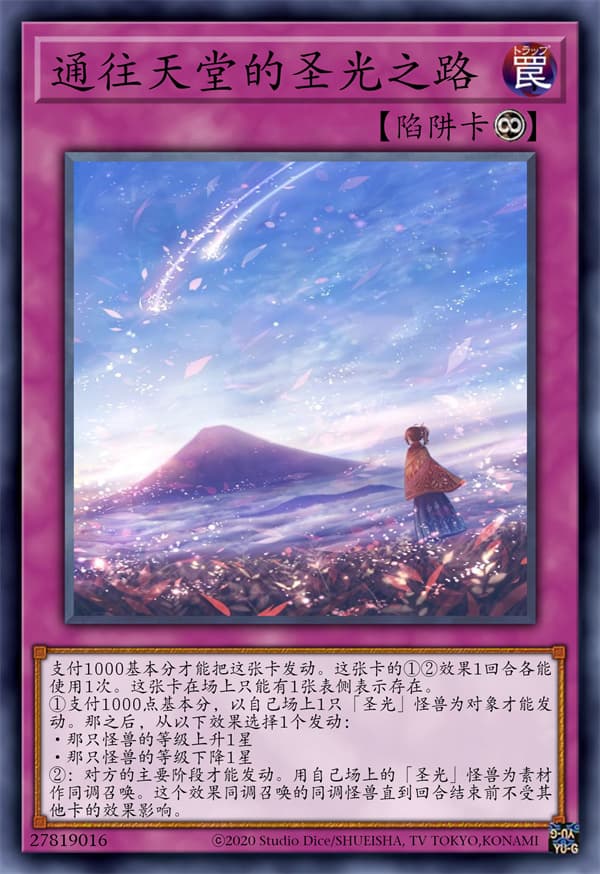 通往天堂的圣光之路
トラップ
罠
【陷阱卡】
支付1000基本分才能把这张卡发动。这张卡的①②效果1回合各能
使用1次。这张卡在场上只能有1张表侧表示存在。
①支付1000点基本分，以自己场上1只「圣光」怪兽为对象才能发
动。那之后，从以下效果选择1个发动：
·那只怪兽的等级上升1星
·那只怪兽的等级下降1星
②：对方的主要阶段才能发动。用自己场上的「圣光」怪兽为素材
作同调召唤。这个效果同调召唤的同调怪兽直到回合结束前不受其
他卡的效果影响。
27819016
©2020 Studio Dice/SHUEISHA, TV TOKYO,KONAMI
YU-G